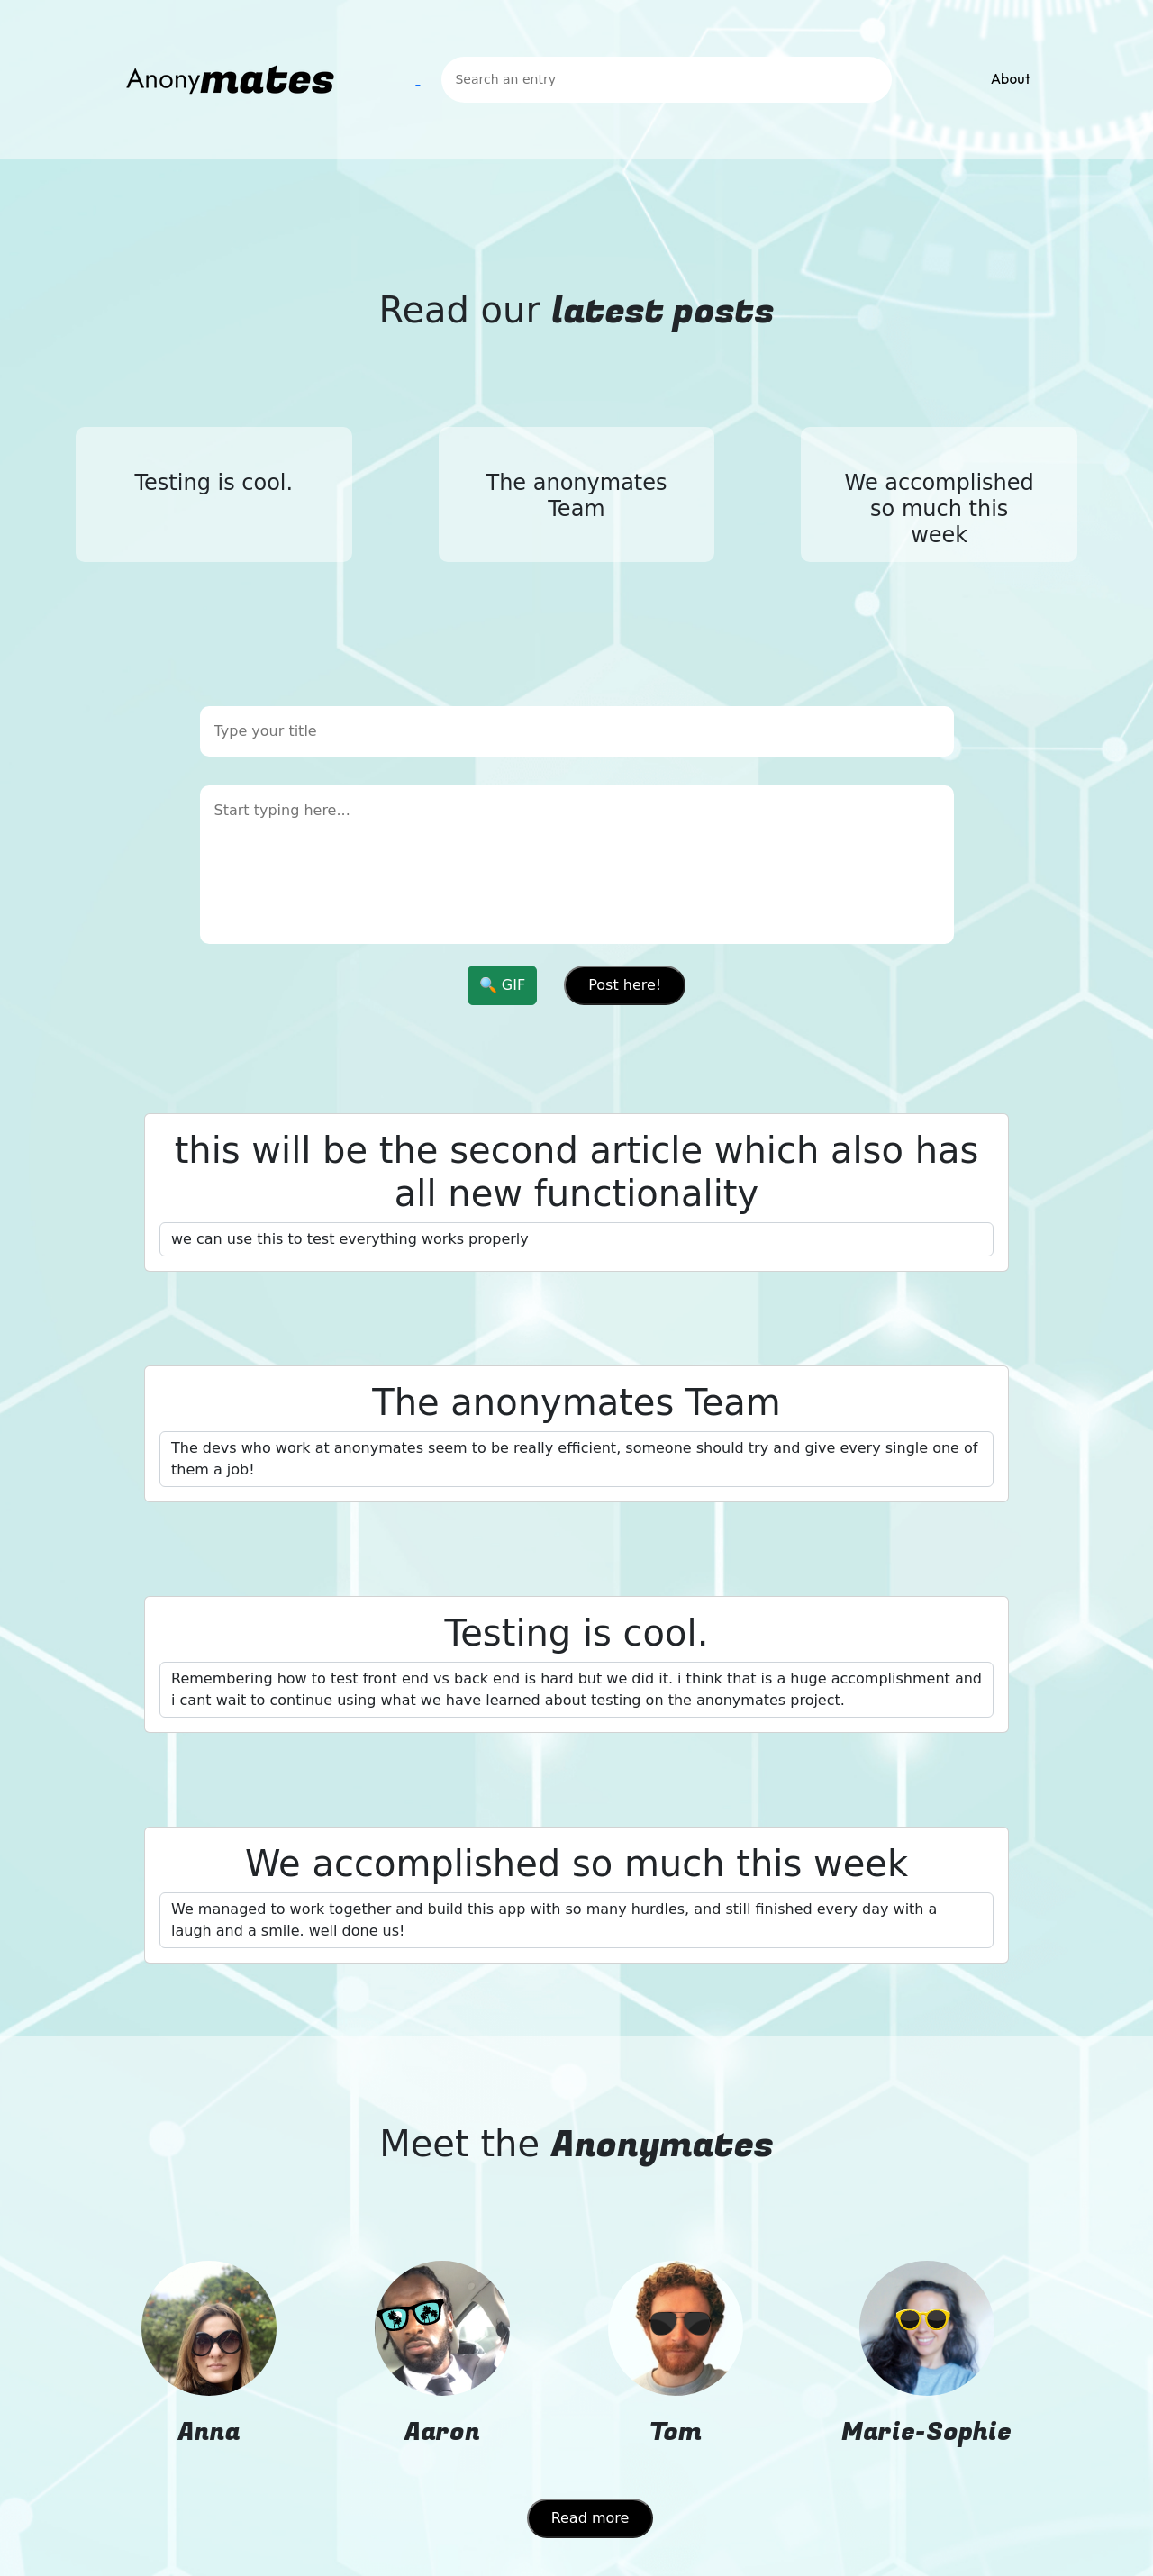 Anonymates
Search an entry
About
Read our latest posts
Testing is cool.
The anonymates
Team
We accomplished
so much this
week
Type your title
Start typing here...
🔍 GIF
Post here!
this will be the second article which also has
all new functionality
we can use this to test everything works properly
The anonymates Team
The devs who work at anonymates seem to be really efficient, someone should try and give every single one of
them a job!
Testing is cool.
Remembering how to test front end vs back end is hard but we did it. i think that is a huge accomplishment and
i cant wait to continue using what we have learned about testing on the anonymates project.
We accomplished so much this week
We managed to work together and build this app with so many hurdles, and still finished every day with a
laugh and a smile. well done us!
Meet the Anonymates
Anna
Aaron
Tom
Marie-Sophie
Read more